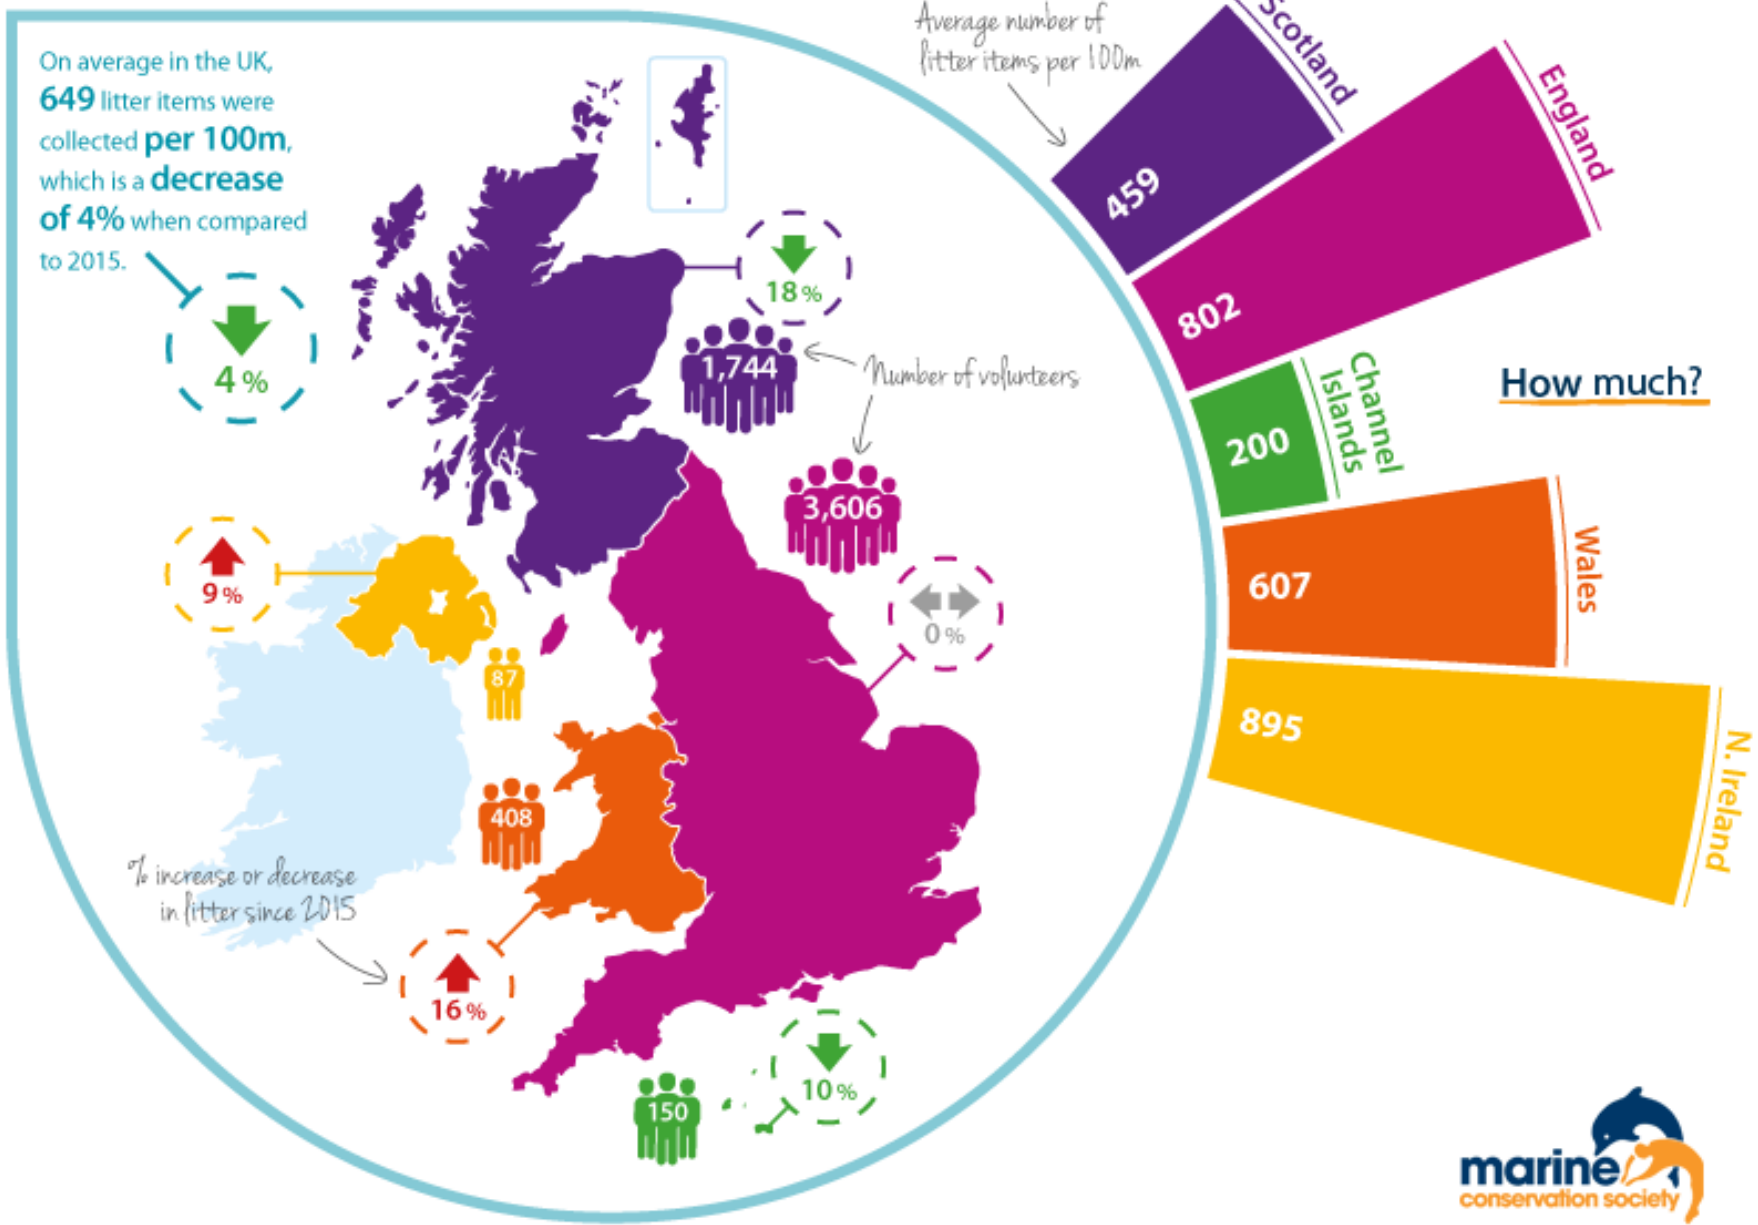 On average in the UK,
649 litter items were
collected per 100m,
which is a decrease
of 4% when compared
to 2015.
4 %
18 %
1,744
Number of volunteers
3,606
0 %
9 %
87
408
% increase or decrease
in litter since 2015
16 %
150
10 %
Average number of
litter items per 100m
Scotland
459
England
802
Channel
Islands
200
How much?
Wales
607
N. Ireland
895
marine
conservation society